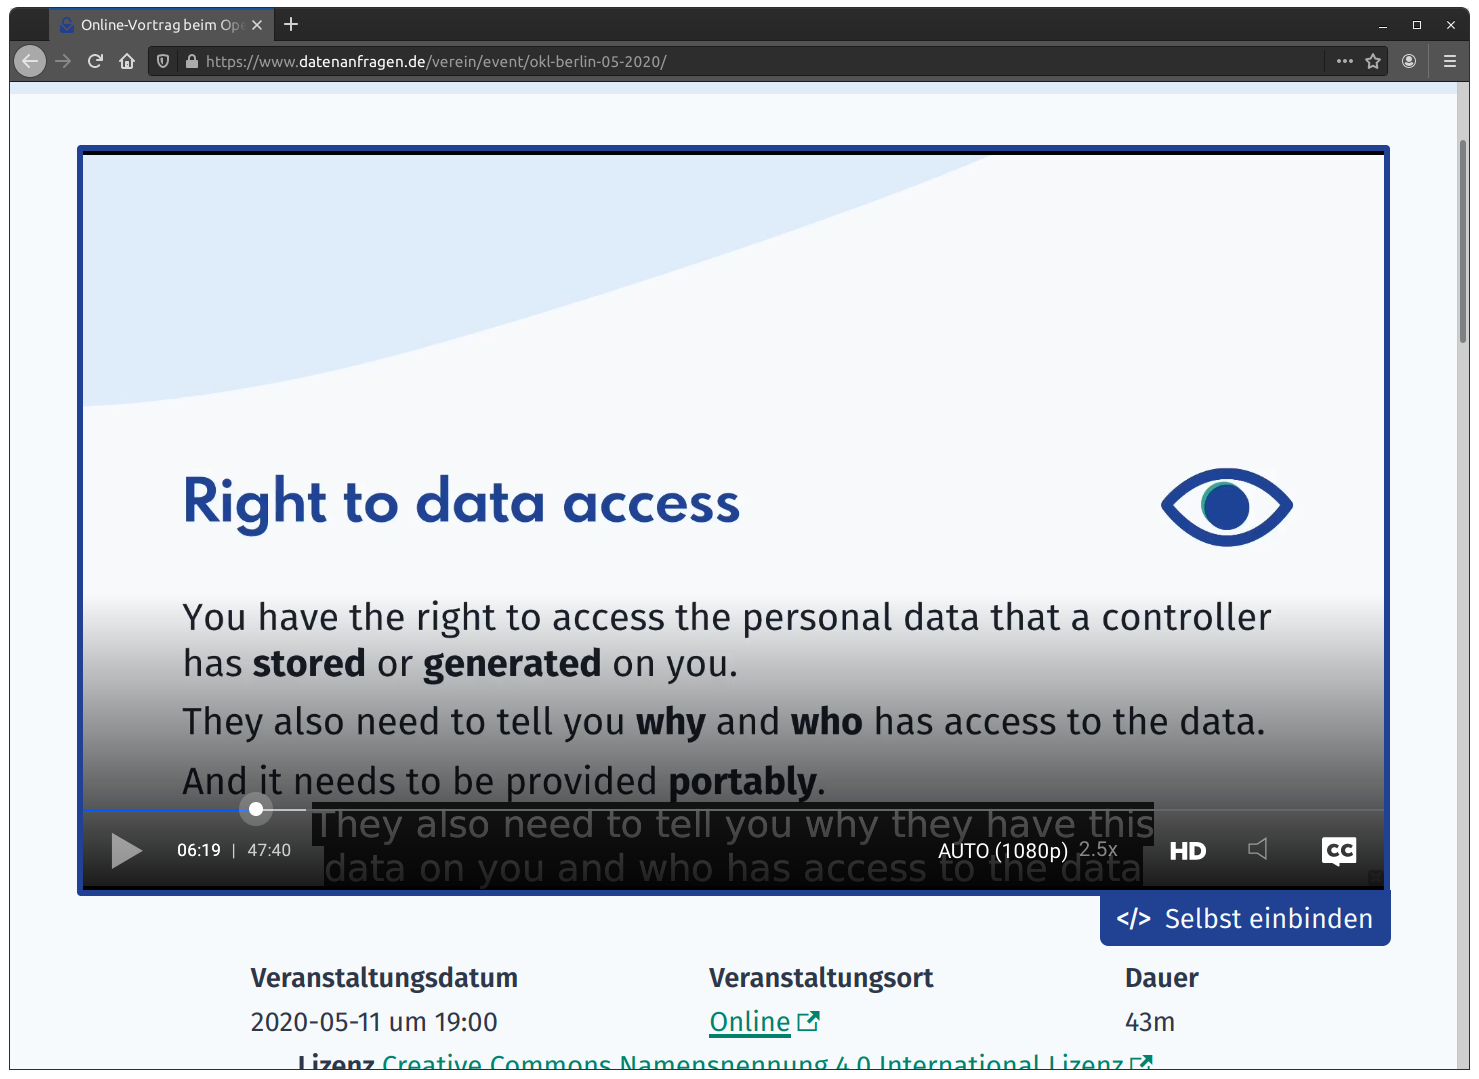 Online-Vortrag beim Ope
https://www.datenanfragen.de/verein/event/okl-berlin-05-2020/
Right to data access
You have the right to access the personal data that a controller
has stored or generated on you.
They also need to tell you why and who has access to the data.
And it needs to be provided portably.
They also need to tell you why they have this
data on you and who has access to the data
06:19 | 47:40
AUTO (1080p) 2.5x HD CC
</> Selbst einbinden
Veranstaltungsdatum Veranstaltungsort Dauer
2020-05-11 um 19:00 Online 43m
Lizenz Creative Commons Namensnennung 4.0 International Lizenz